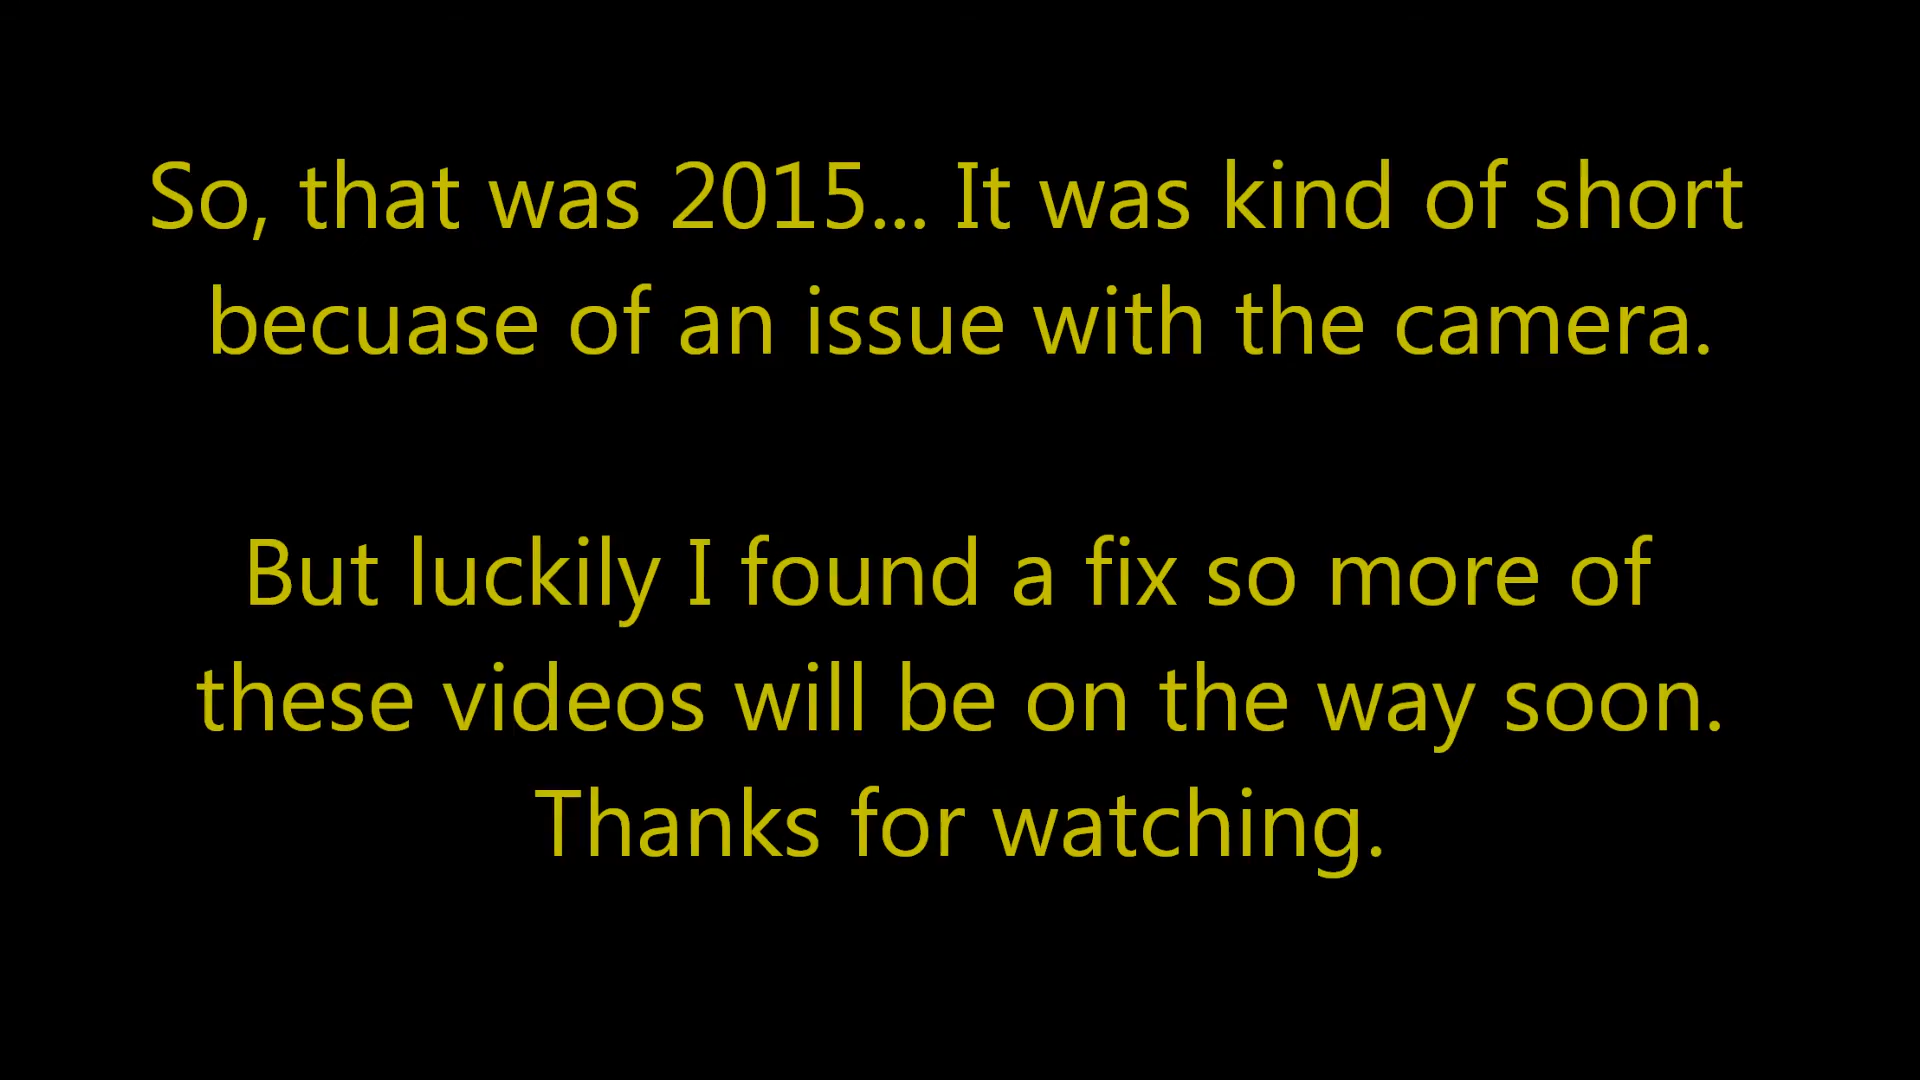 So, that was 2015... It was kind of short
becuase of an issue with the camera.
But luckily I found a fix so more of
these videos will be on the way soon.
Thanks for watching.